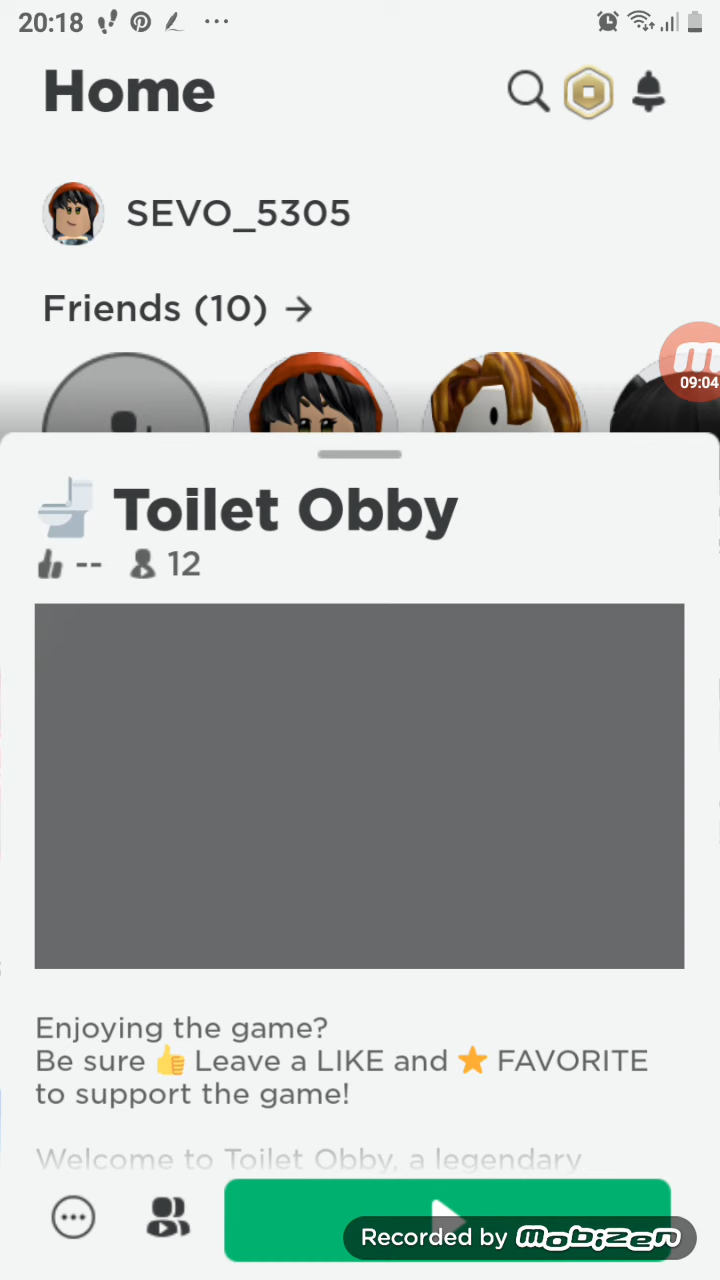 20:18
Home
SEVO_5305
Friends (10) →
09:04
🚽 Toilet Obby
-- 12
Enjoying the game?
Be sure 👍 Leave a LIKE and ⭐ FAVORITE
to support the game!
Welcome to Toilet Obby, a legendary
Recorded by mobizen